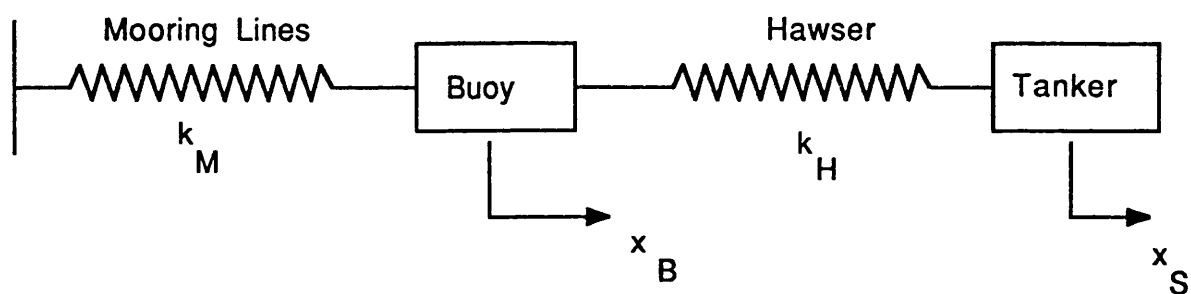 Mooring Lines
Hawser
Buoy
Tanker
k M
k H
x B
x S